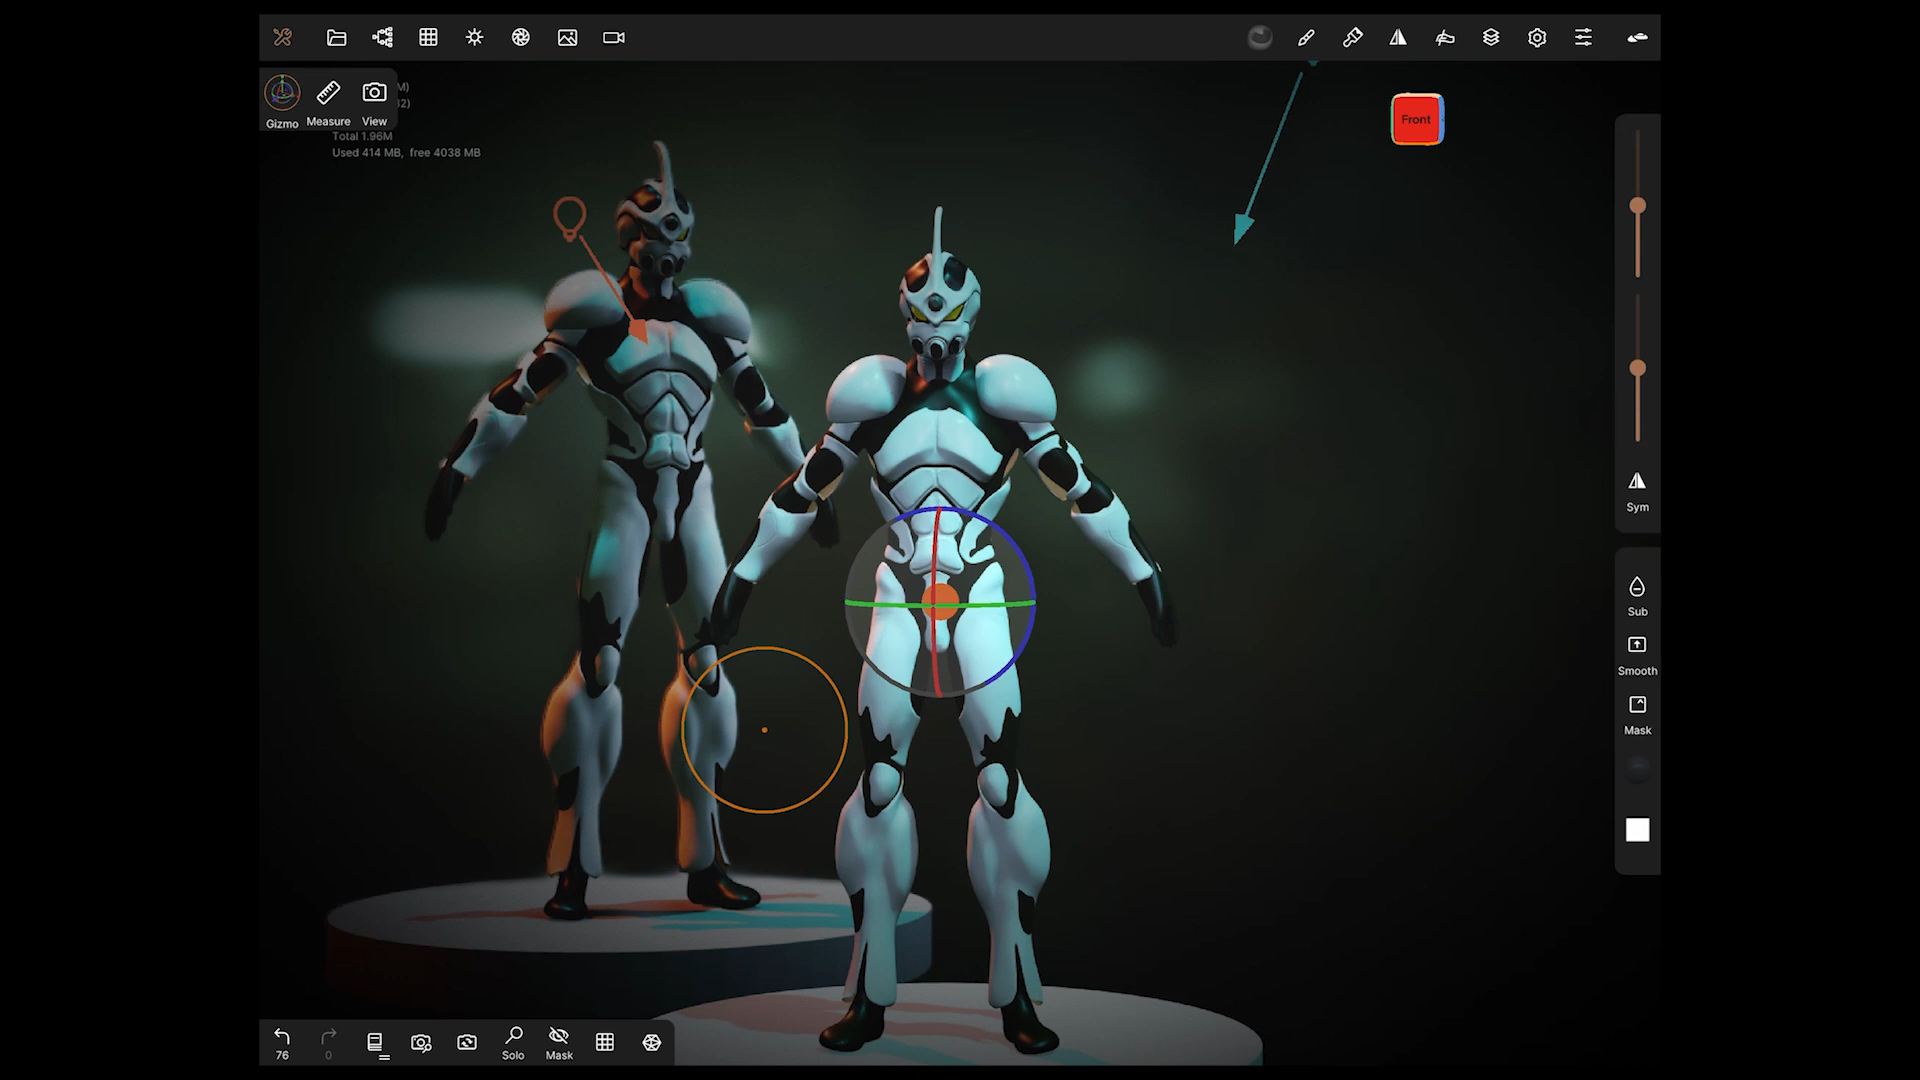 M)
32)
Gizmo
Measure
View
Total 1.96M
Used 414 MB, free 4038 MB
Front
Sym
Sub
Smooth
Mask
76
0
Solo
Mask